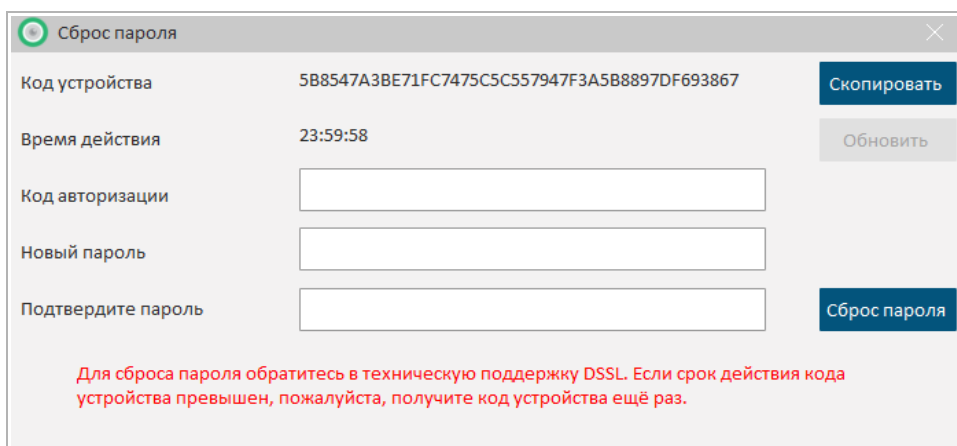 Сброс пароля
Код устройства 5B8547A3BE71FC7475C5C557947F3A5B8897DF693867 Скопировать
Время действия 23:59:58 Обновить
Код авторизации
Новый пароль
Подтвердите пароль Сброс пароля
Для сброса пароля обратитесь в техническую поддержку DSSL. Если срок действия кода
устройства превышен, пожалуйста, получите код устройства ещё раз.